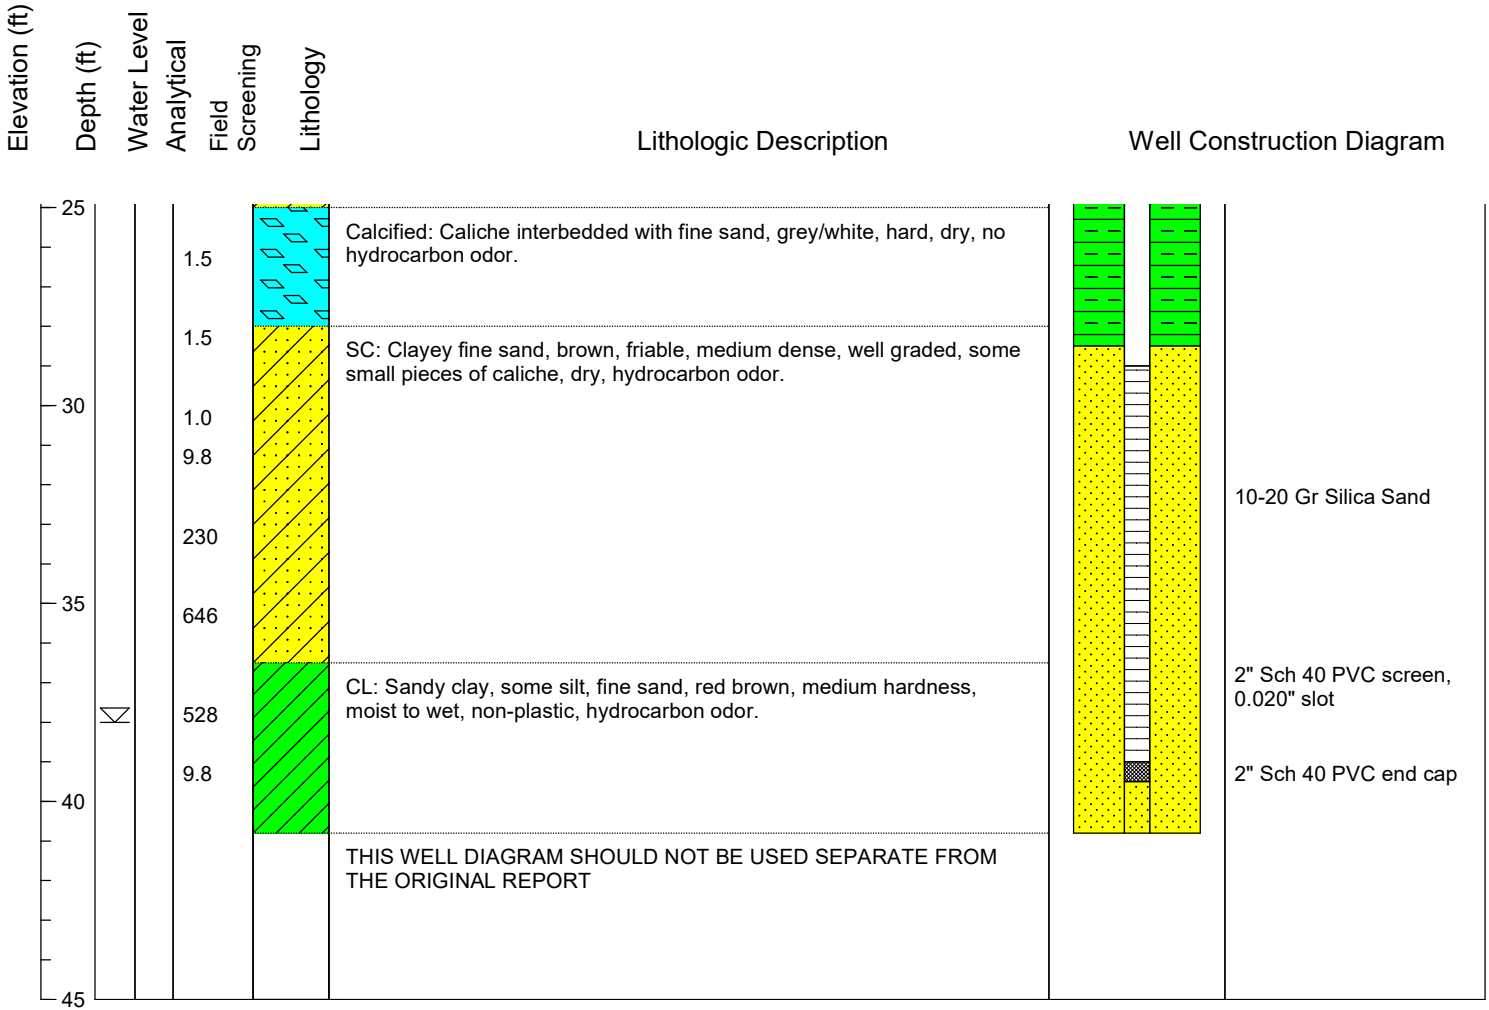 Elevation (ft)
Depth (ft)
Water Level
Analytical
Field
Screening
Lithology
Lithologic Description
Well Construction Diagram
25
Calcified: Caliche interbedded with fine sand, grey/white, hard, dry, no
hydrocarbon odor.
1.5
1.5
SC: Clayey fine sand, brown, friable, medium dense, well graded, some
small pieces of caliche, dry, hydrocarbon odor.
30
1.0
9.8
10-20 Gr Silica Sand
230
35
646
CL: Sandy clay, some silt, fine sand, red brown, medium hardness,
moist to wet, non-plastic, hydrocarbon odor.
2" Sch 40 PVC screen,
0.020" slot
528
9.8
2" Sch 40 PVC end cap
40
THIS WELL DIAGRAM SHOULD NOT BE USED SEPARATE FROM
THE ORIGINAL REPORT
45